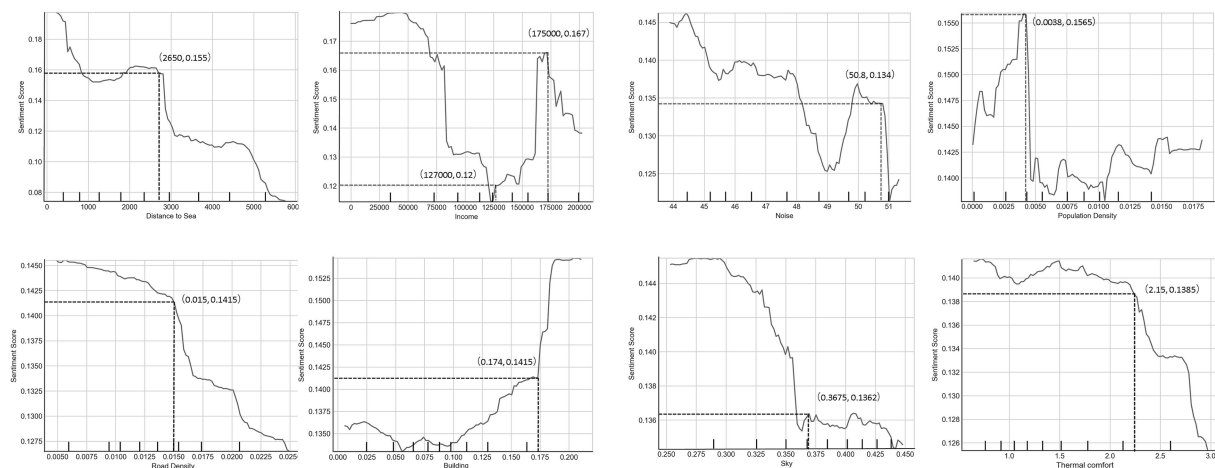 Sentiment Score
0.18
0.16
0.14
0.12
0.10
0.08
(2650, 0.155)
0 1000 2000 3000 4000 5000 6000
Distance to Sea
Sentiment Score
0.17
0.16
0.15
0.14
0.13
0.12
(175000, 0.167)
(127000, 0.12)
0 25000 50000 75000 100000 125000 150000 175000 200000
Income
Sentiment Score
0.145
0.140
0.135
0.130
0.125
(50.8, 0.134)
44 45 46 47 48 49 50 51
Noise
Sentiment Score
0.1550
0.1525
0.1500
0.1475
0.1450
0.1425
0.1400
(0.0038, 0.1565)
0.0000 0.0025 0.0050 0.0075 0.0100 0.0125 0.0150 0.0175
Population Density
Sentiment Score
0.1450
0.1425
0.1400
0.1375
0.1350
0.1325
0.1300
0.1275
(0.015, 0.1415)
0.0050 0.0075 0.0100 0.0125 0.0150 0.0175 0.0200 0.0225 0.025
Road Density
Sentiment Score
0.1525
0.1500
0.1475
0.1450
0.1425
0.1400
0.1375
0.1350
(0.174, 0.1415)
0.000 0.025 0.050 0.075 0.100 0.125 0.150 0.175 0.200
Building
Sentiment Score
0.144
0.142
0.140
0.138
0.136
(0.3675, 0.1362)
0.250 0.275 0.300 0.325 0.350 0.375 0.400 0.425 0.450
Sky
Sentiment Score
0.140
0.138
0.136
0.134
0.132
0.130
0.128
0.126
(2.15, 0.1385)
1.0 1.5 2.0 2.5 3.0
Thermal comfort